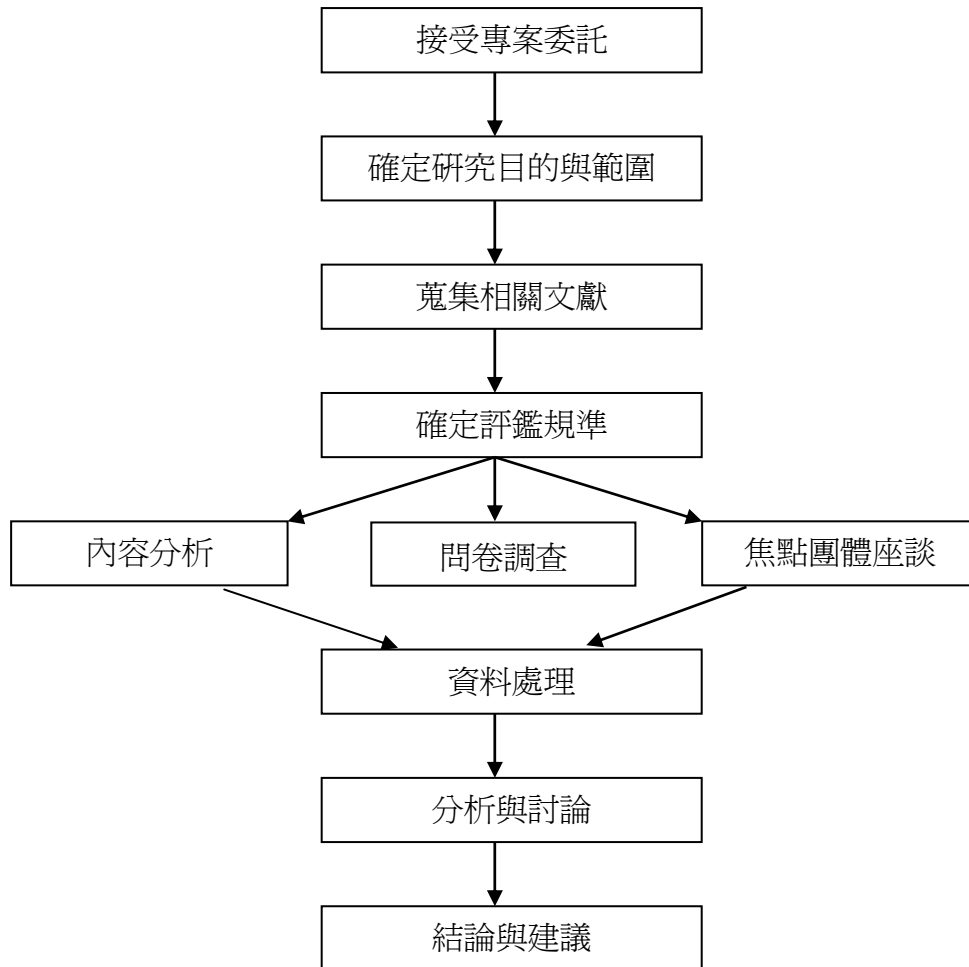 接受專案委託
確定研究目的與範圍
蒐集相關文獻
確定評鑑規準
內容分析
問卷調查
焦點團體座談
資料處理
分析與討論
結論與建議